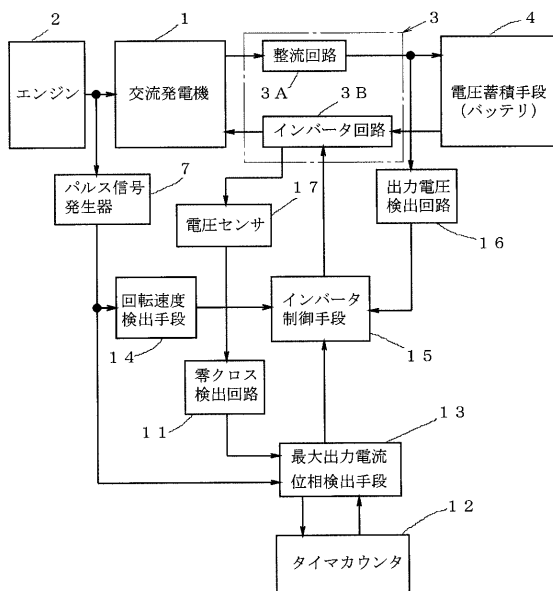 2
1
3
4
エンジン
交流発電機
整流回路
3A
3B
インバータ回路
電圧蓄積手段
(バッテリ)
7
パルス信号
発生器
17
電圧センサ
出力電圧
検出回路
16
回転速度
検出手段
14
インバータ
制御手段
15
零クロス
検出回路
11
13
最大出力電流
位相検出手段
12
タイマカウンタ